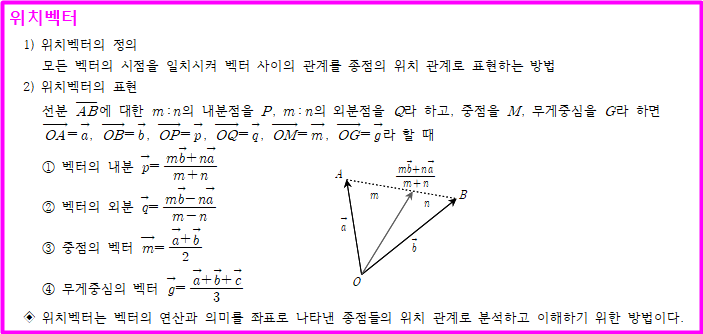 위치벡터
1) 위치벡터의 정의
모든 벡터의 시점을 일치시켜 벡터 사이의 관계를 종점의 위치 관계로 표현하는 방법
2) 위치벡터의 표현
선분 $\overline{AB}$에 대한 m:n의 내분점을 P, m:n의 외분점을 Q라 하고, 중점을 M, 무게중심을 G라 하면
$\overrightarrow{OA}=\vec{a}$, $\overrightarrow{OB}=\vec{b}$, $\overrightarrow{OP}=\vec{p}$, $\overrightarrow{OQ}=\vec{q}$, $\overrightarrow{OM}=\vec{m}$, $\overrightarrow{OG}=\vec{g}$라 할 때
① 벡터의 내분 $\vec{p}=\frac{m\vec{b}+n\vec{a}}{m+n}$
② 벡터의 외분 $\vec{q}=\frac{m\vec{b}-n\vec{a}}{m-n}$
③ 중점의 벡터 $\overrightarrow{m}=\frac{\vec{a}+\vec{b}}{2}$
④ 무게중심의 벡터 $\vec{g}=\frac{\vec{a}+\vec{b}+\vec{c}}{3}$
A
$\frac{m\vec{b}+n\vec{a}}{m+n}$
m
n
B
$\vec{a}$
$\vec{b}$
O
◈ 위치벡터는 벡터의 연산과 의미를 좌표로 나타낸 종점들의 위치 관계로 분석하고 이해하기 위한 방법이다.